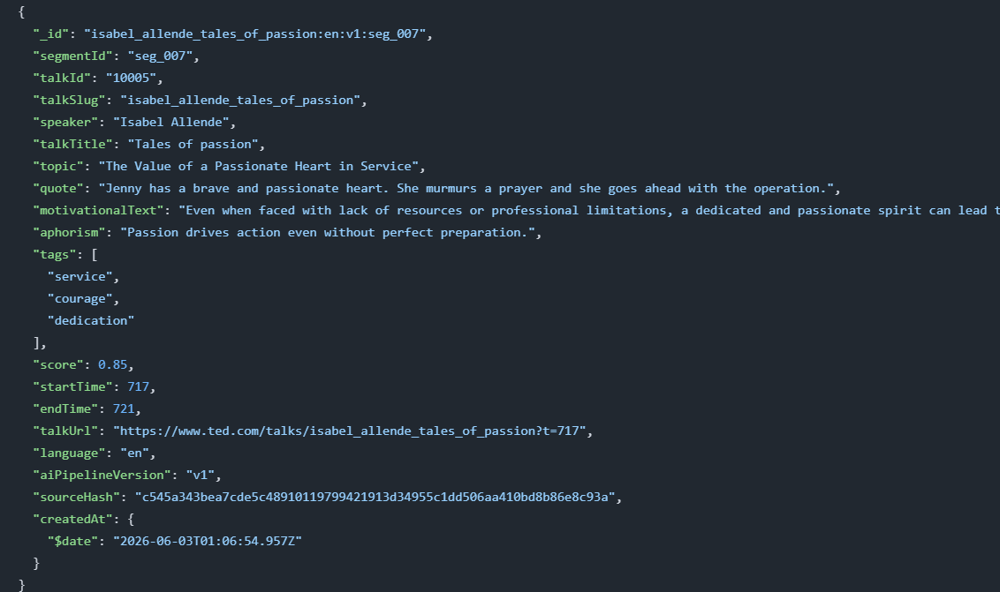 {
  "_id": "isabel_allende_tales_of_passion:en:v1:seg_007",
  "segmentId": "seg_007",
  "talkId": "10005",
  "talkSlug": "isabel_allende_tales_of_passion",
  "speaker": "Isabel Allende",
  "talkTitle": "Tales of passion",
  "topic": "The Value of a Passionate Heart in Service",
  "quote": "Jenny has a brave and passionate heart. She murmurs a prayer and she goes ahead with the operation.",
  "motivationalText": "Even when faced with lack of resources or professional limitations, a dedicated and passionate spirit can lead
  "aphorism": "Passion drives action even without perfect preparation.",
  "tags": [
    "service",
    "courage",
    "dedication"
  ],
  "score": 0.85,
  "startTime": 717,
  "endTime": 721,
  "talkUrl": "https://www.ted.com/talks/isabel_allende_tales_of_passion?t=717",
  "language": "en",
  "aiPipelineVersion": "v1",
  "sourceHash": "c545a343bea7cde5c48910119799421913d34955c1dd506aa410bd8b86e8c93a",
  "createdAt": {
    "$date": "2026-06-03T01:06:54.957Z"
  }
}